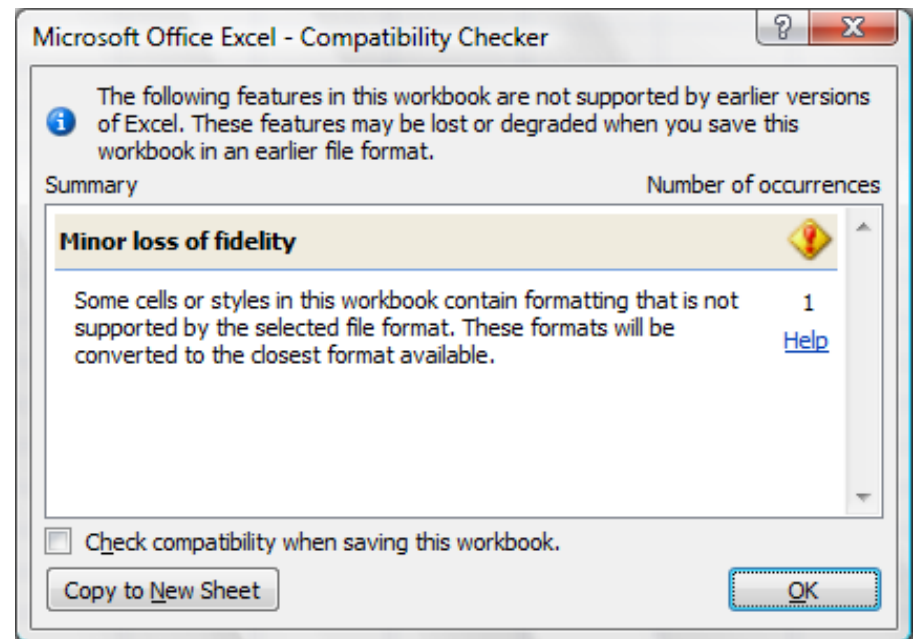 Microsoft Office Excel - Compatibility Checker
The following features in this workbook are not supported by earlier versions
of Excel. These features may be lost or degraded when you save this
workbook in an earlier file format.
Summary Number of occurrences
Minor loss of fidelity
Some cells or styles in this workbook contain formatting that is not 1
supported by the selected file format. These formats will be Help
converted to the closest format available.
Check compatibility when saving this workbook.
Copy to New Sheet OK